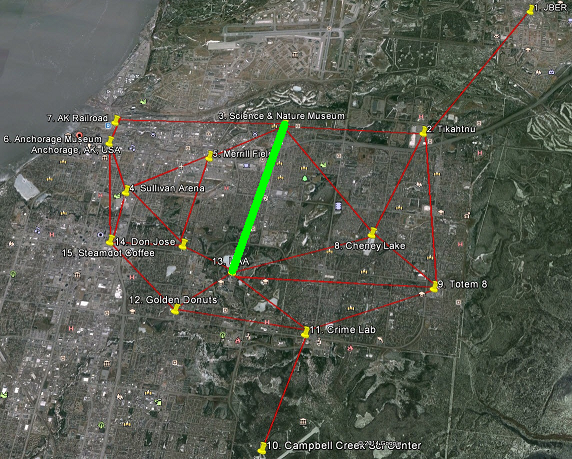 1. JBER
7. AK Railroad
3. Science & Nature Museum
2. Tikahtnu
6. Anchorage Museum
Anchorage, AK, USA
5. Merrill Field
4. Sullivan Arena
14. Don Jose
8. Cheney Lake
15. Steamdot Coffee
13.
9. Totem 8
12. Golden Donuts
11. Crime Lab
10. Campbell Creek